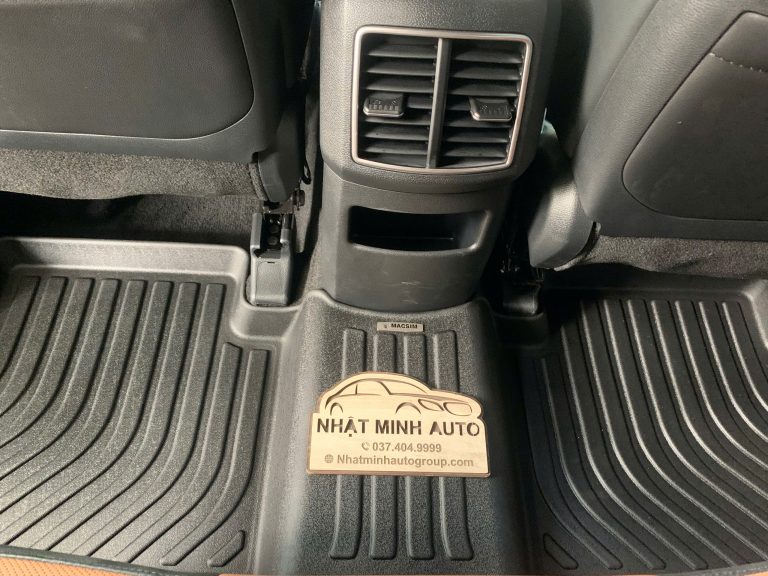 MACSIM
NHẬT MINH AUTO
037.404.9999
Nhatminhautogroup.com